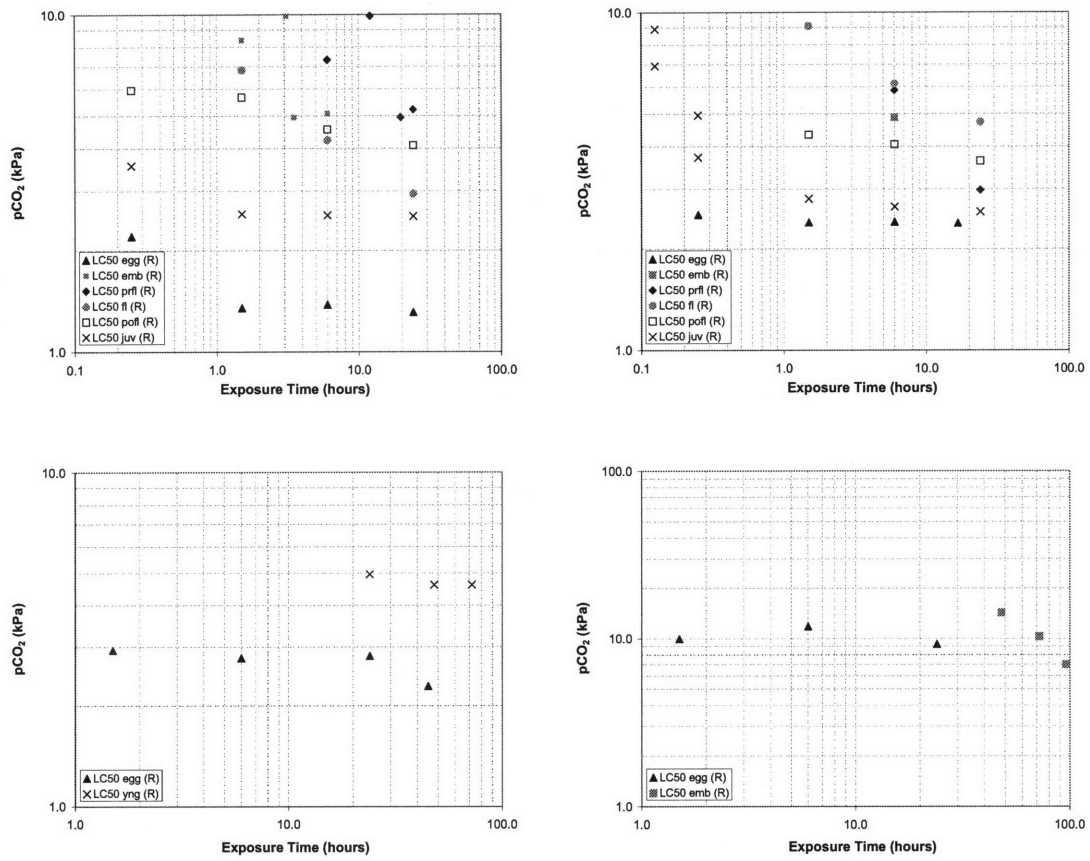 10.0
pCO2 (kPa)
1.0
0.1 1.0 10.0 100.0
Exposure Time (hours)
LC50 egg (R)
LC50 emb (R)
LC50 prfl (R)
LC50 fl (R)
LC50 pofl (R)
LC50 juv (R)
10.0
pCO2 (kPa)
1.0
0.1 1.0 10.0 100.0
Exposure Time (hours)
LC50 egg (R)
LC50 emb (R)
LC50 prfl (R)
LC50 fl (R)
LC50 pofl (R)
LC50 juv (R)
10.0
pCO2 (kPa)
1.0
1.0 10.0 100.0
Exposure Time (hours)
LC50 egg (R)
LC50 yng (R)
100.0
10.0
pCO2 (kPa)
1.0
1.0 10.0 100.0
Exposure Time (hours)
LC50 egg (R)
LC50 emb (R)